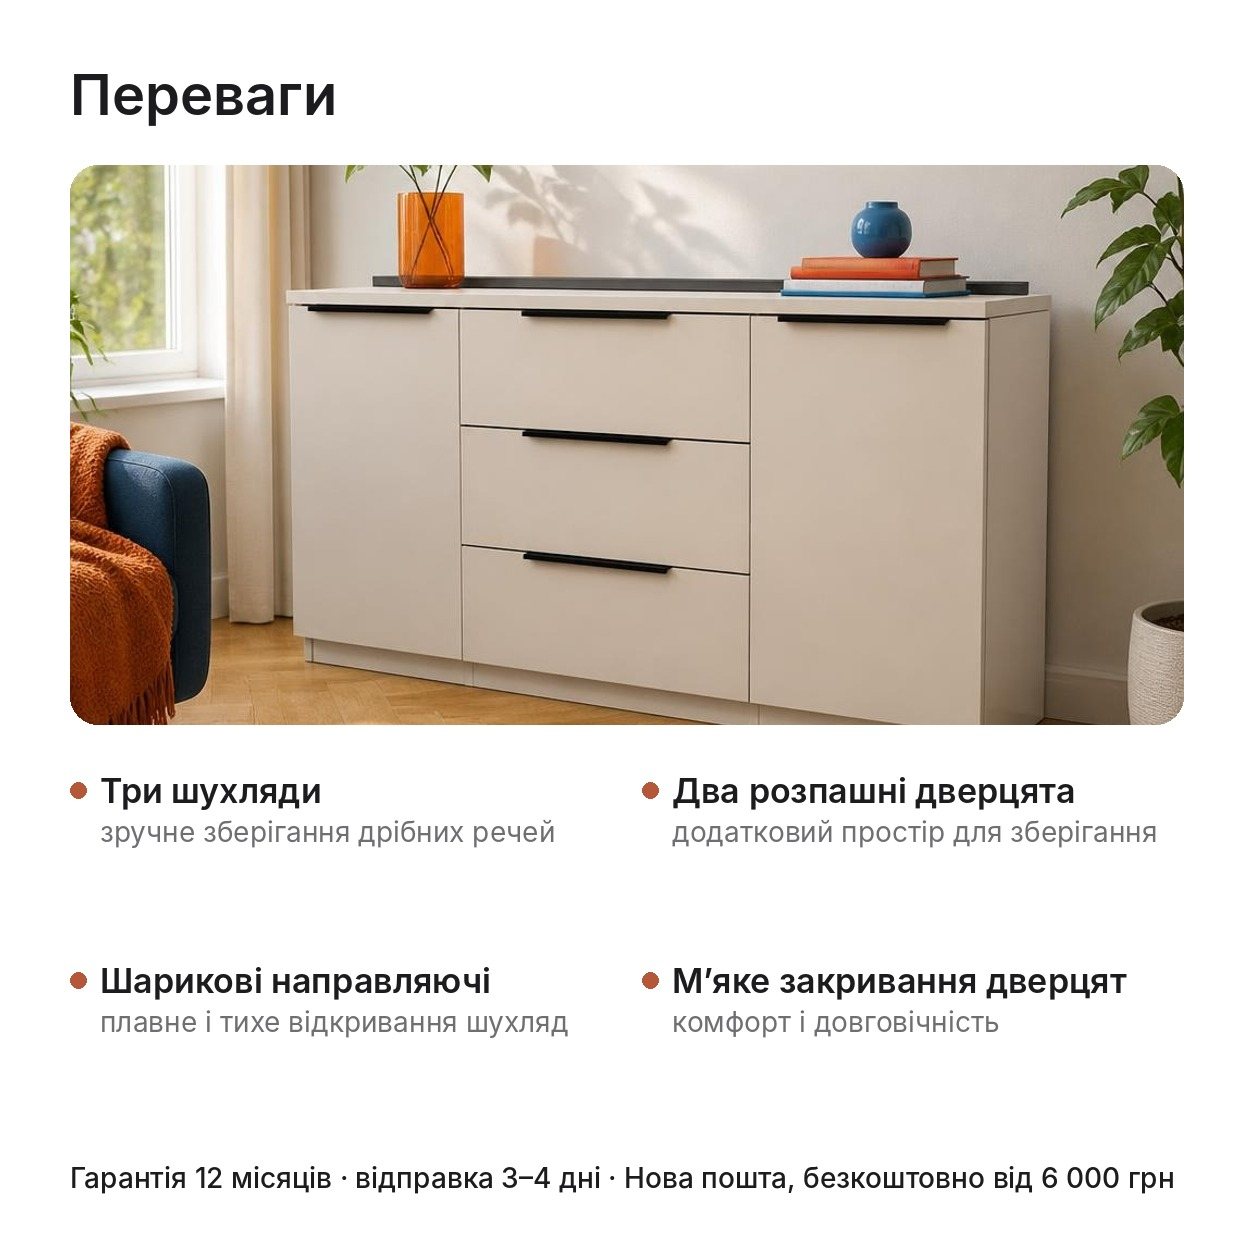 Переваги
Три шухляди
зручне зберігання дрібних речей
Два розпашні дверцята
додатковий простір для зберігання
Шарикові направляючі
плавне і тихе відкривання шухляд
М’яке закривання дверцят
комфорт і довговічність
Гарантія 12 місяців · відправка 3–4 дні · Нова пошта, безкоштовно від 6 000 грн